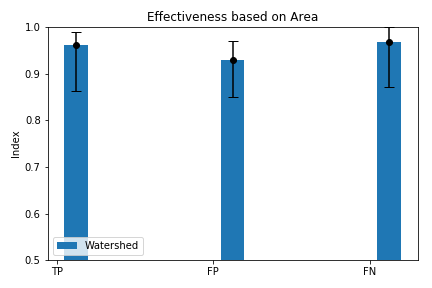 Effectiveness based on Area
1.0
0.9
0.8
0.7
0.6
0.5
Index
Watershed
TP
FP
FN